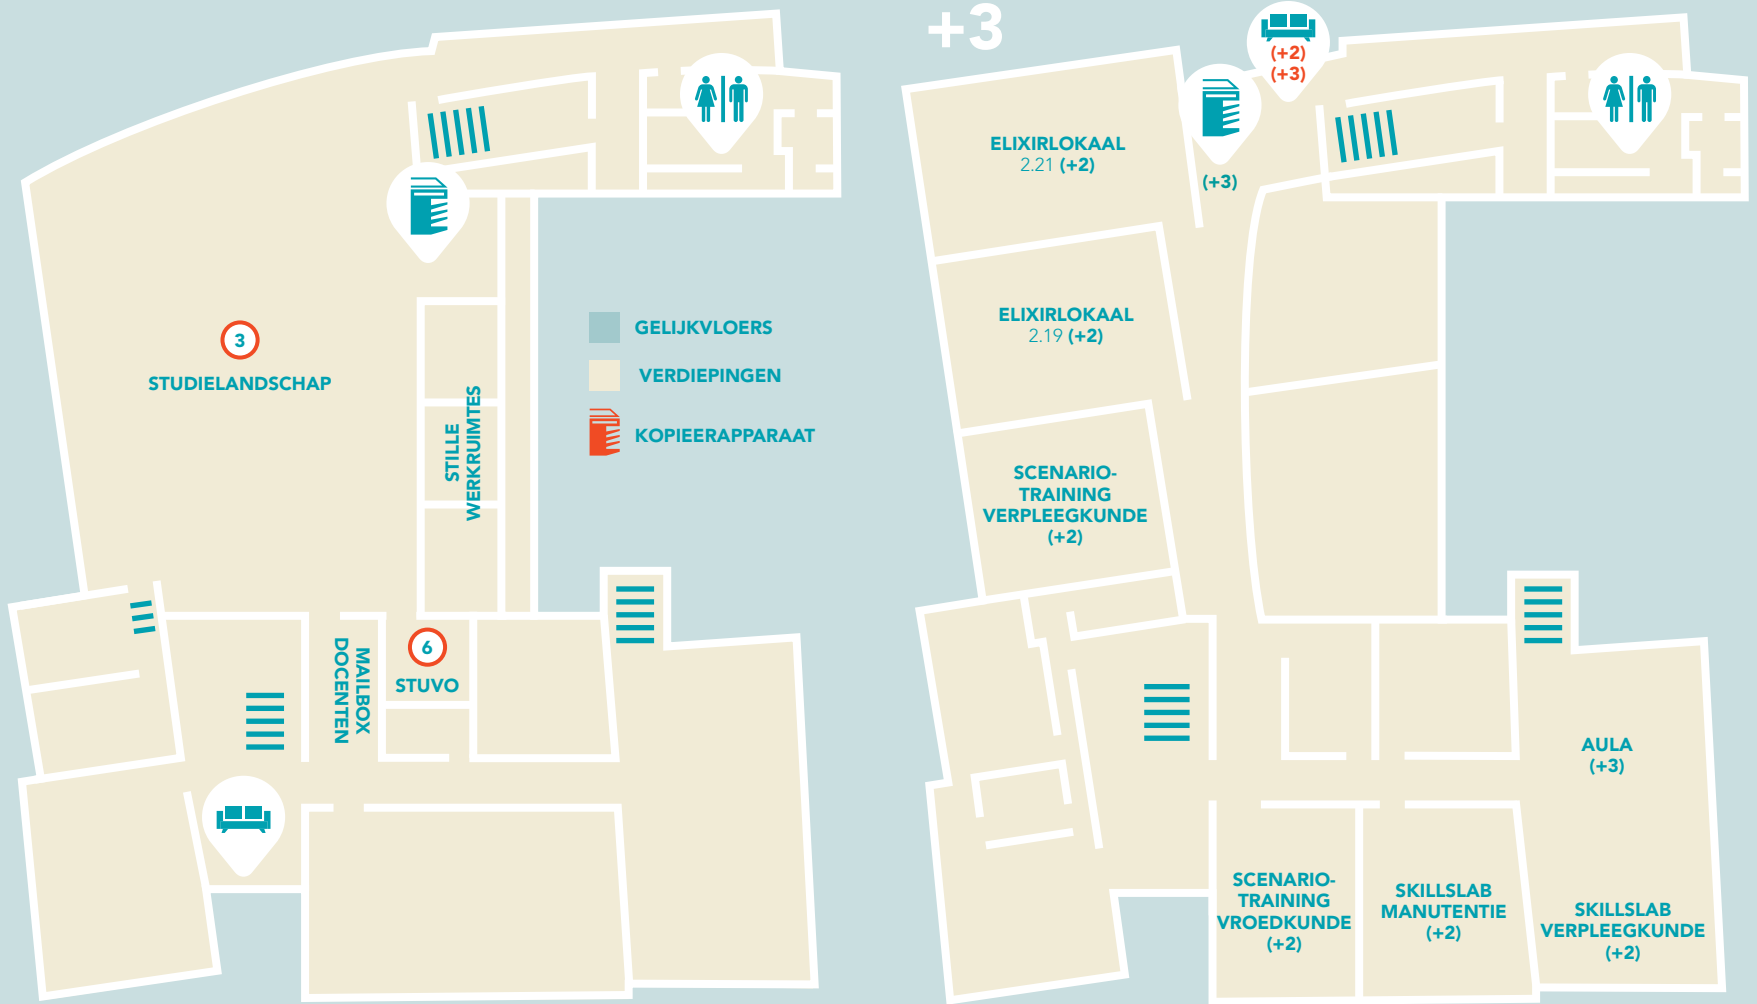 3
STUDIELANDSCHAP
STILLE
WERKRUIMTES
MAILBOX
DOCENTEN
6
STUVO
GELIJKVLOERS
VERDIEPINGEN
KOPIEERAPPARAAT
+3
(+2)
(+3)
(+3)
ELIXIRLOKAAL
2.21 (+2)
ELIXIRLOKAAL
2.19 (+2)
SCENARIO-
TRAINING
VERPLEEGKUNDE
(+2)
AULA
(+3)
SCENARIO-
TRAINING
VROEDKUNDE
(+2)
SKILLSLAB
MANUTENTIE
(+2)
SKILLSLAB
VERPLEEGKUNDE
(+2)